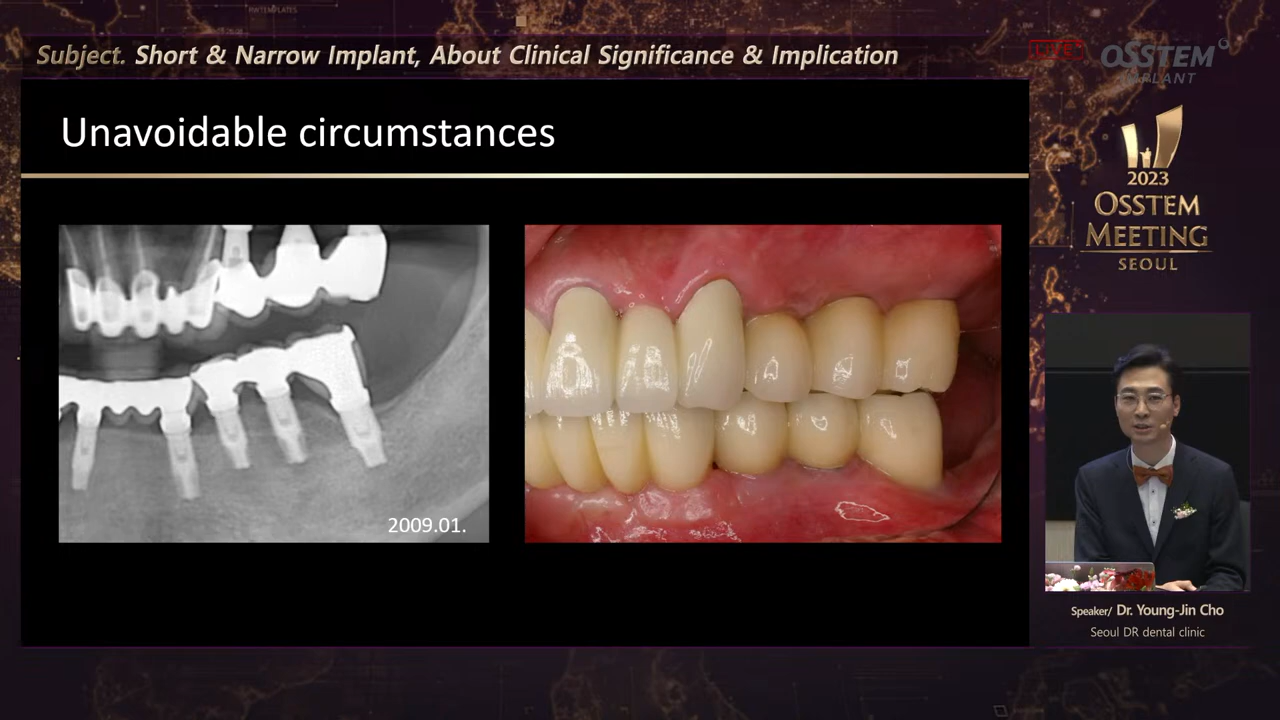 Subject. Short & Narrow Implant, About Clinical Significance & Implication
LIVE
OSSTEM
IMPLANT
Unavoidable circumstances
2023
OSSTEM
MEETING
SEOUL
2009.01.
Speaker/ Dr. Young-Jin Cho
Seoul DR dental clinic